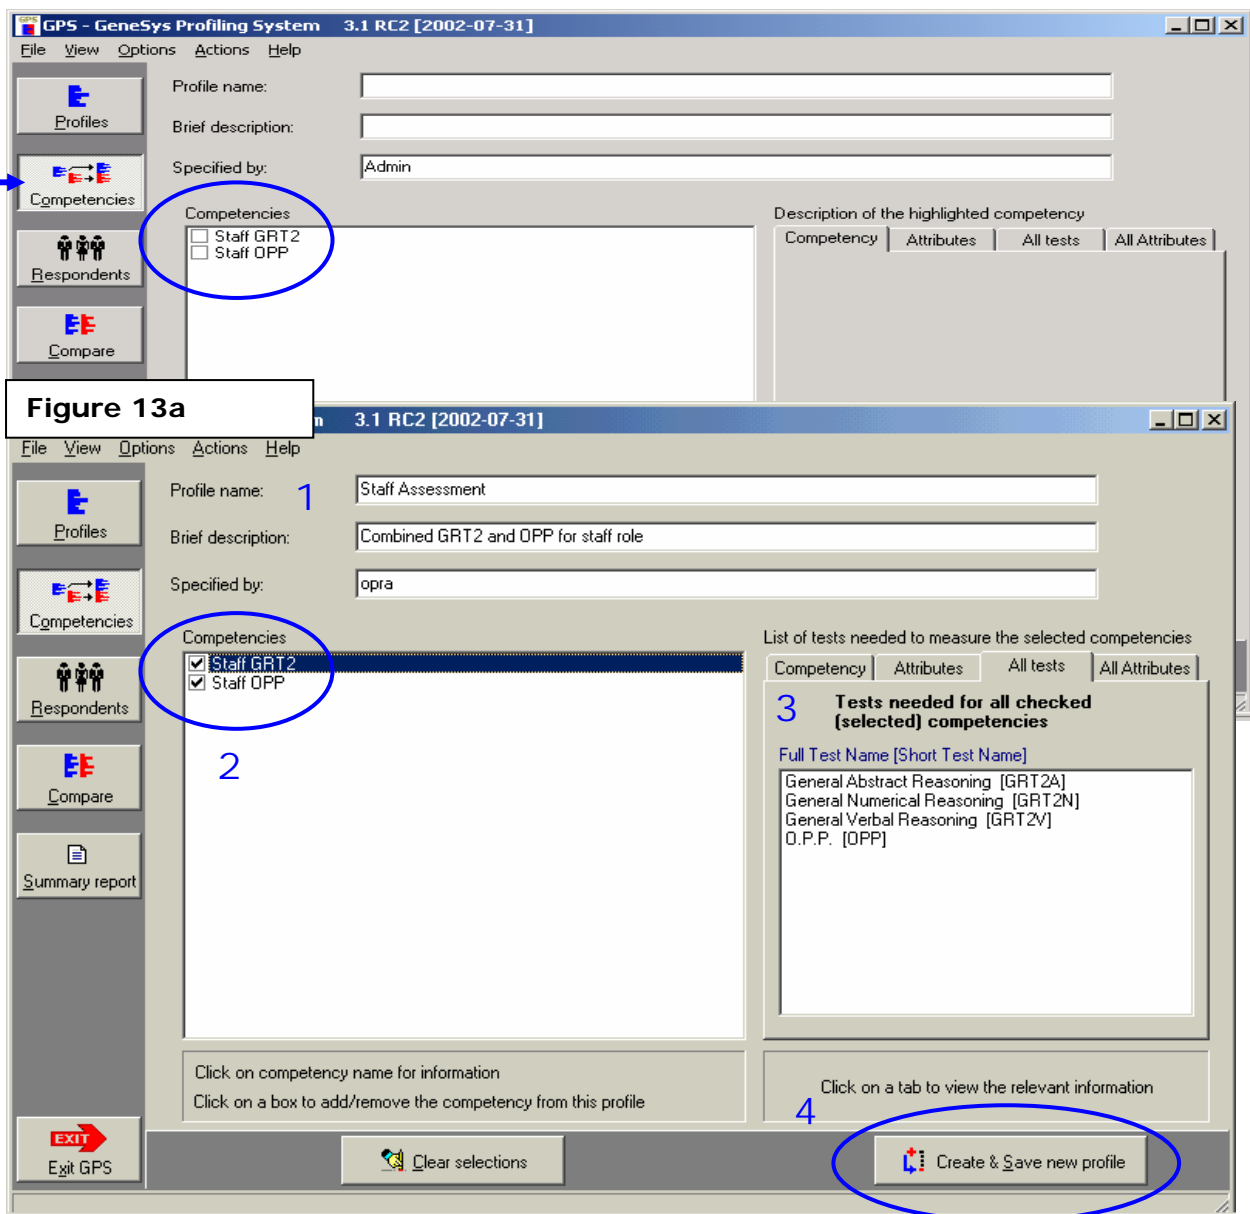 GPS - GeneSys Profiling System 3.1 RC2 [2002-07-31]
File View Options Actions Help
Profiles
Competencies
Respondents
Compare
Profile name:
Brief description:
Specified by: Admin
Competencies
Staff GRT2
Staff OPP
Description of the highlighted competency
Competency Attributes All tests All Attributes
Figure 13a
m 3.1 RC2 [2002-07-31]
File View Options Actions Help
Profiles
Competencies
Respondents
Compare
Summary report
Exit GPS
EXIT
Profile name: 1 Staff Assessment
Brief description: Combined GRT2 and OPP for staff role
Specified by: opra
Competencies
Staff GRT2
Staff OPP
2
List of tests needed to measure the selected competencies
Competency Attributes All tests All Attributes
3 Tests needed for all checked
(selected) competencies
Full Test Name [Short Test Name]
General Abstract Reasoning [GRT2A]
General Numerical Reasoning [GRT2N]
General Verbal Reasoning [GRT2V]
O.P.P. [OPP]
Click on competency name for information
Click on a box to add/remove the competency from this profile
Click on a tab to view the relevant information
4
Clear selections
Create & Save new profile